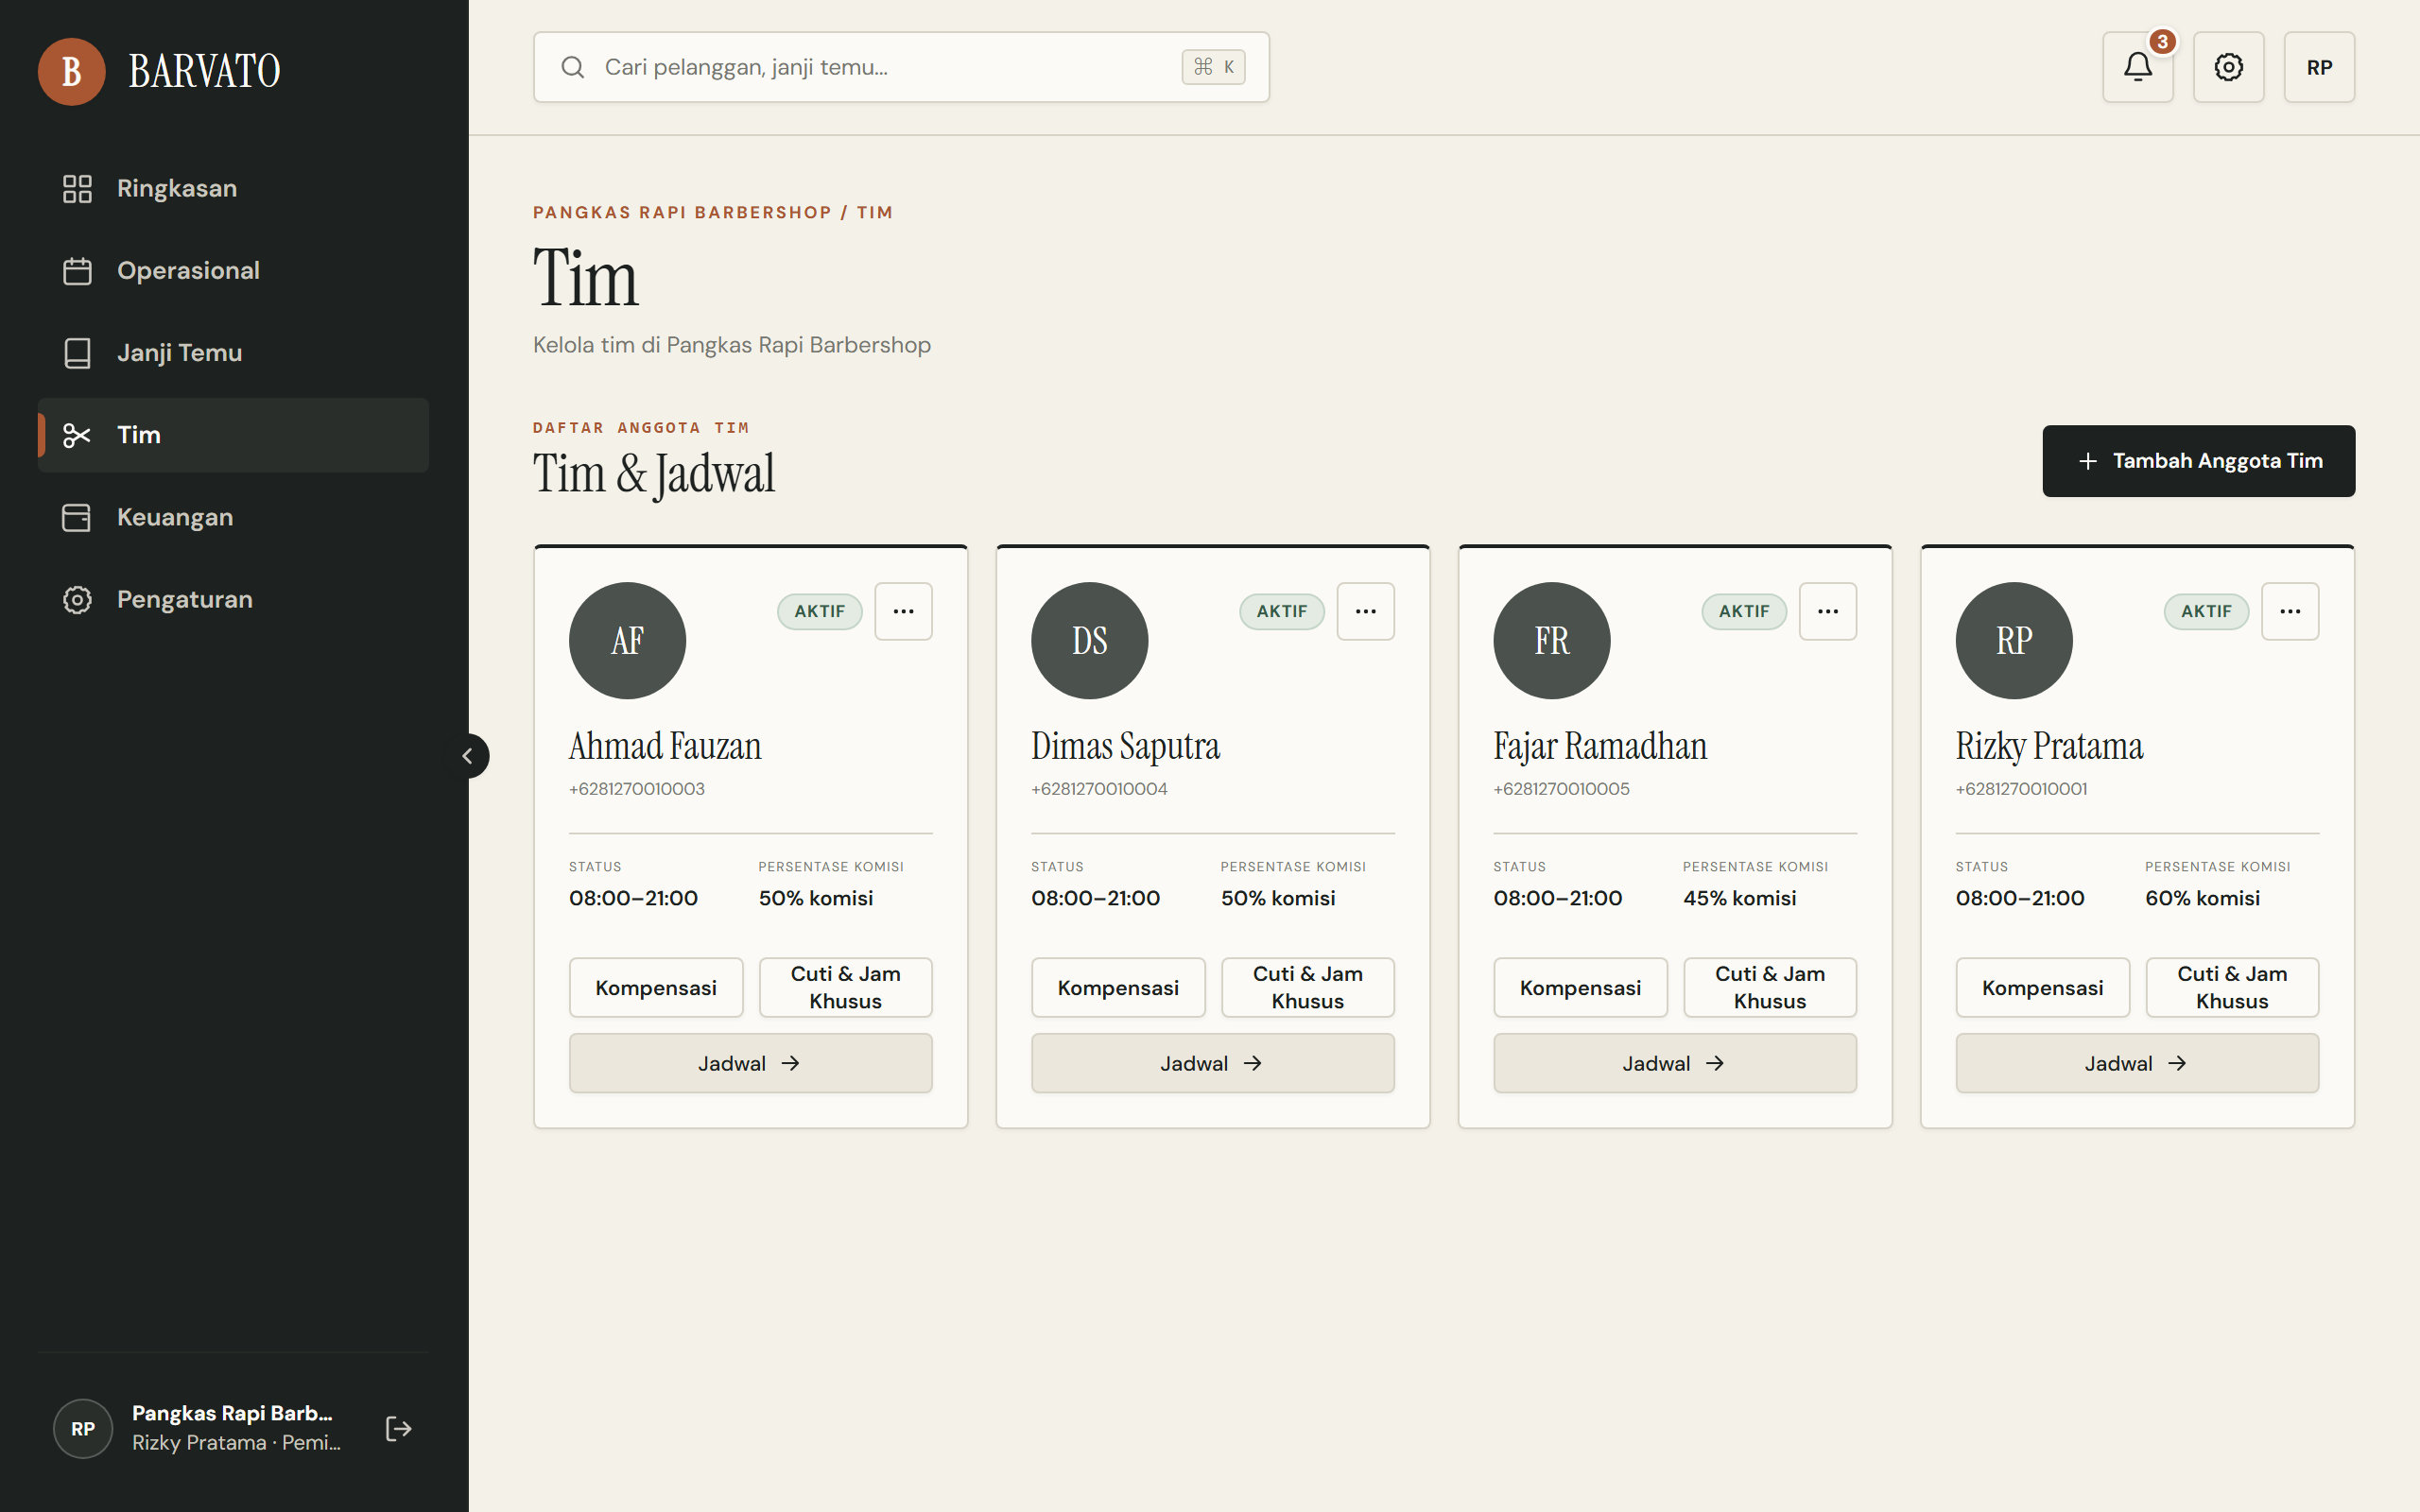 B BARVATO
Ringkasan
Operasional
Janji Temu
Tim
Keuangan
Pengaturan
RP
Pangkas Rapi Barb...
Rizky Pratama · Pemi...
Cari pelanggan, janji temu...
⌘ K
3
RP
PANGKAS RAPI BARBERSHOP / TIM
Tim
Kelola tim di Pangkas Rapi Barbershop
DAFTAR ANGGOTA TIM
Tim & Jadwal
+ Tambah Anggota Tim
AF
AKTIF
...
Ahmad Fauzan
+6281270010003
STATUS PERSENTASE KOMISI
08:00–21:00 50% komisi
Kompensasi
Cuti & Jam
Khusus
Jadwal →
DS
AKTIF
...
Dimas Saputra
+6281270010004
STATUS PERSENTASE KOMISI
08:00–21:00 50% komisi
Kompensasi
Cuti & Jam
Khusus
Jadwal →
FR
AKTIF
...
Fajar Ramadhan
+6281270010005
STATUS PERSENTASE KOMISI
08:00–21:00 45% komisi
Kompensasi
Cuti & Jam
Khusus
Jadwal →
RP
AKTIF
...
Rizky Pratama
+6281270010001
STATUS PERSENTASE KOMISI
08:00–21:00 60% komisi
Kompensasi
Cuti & Jam
Khusus
Jadwal →